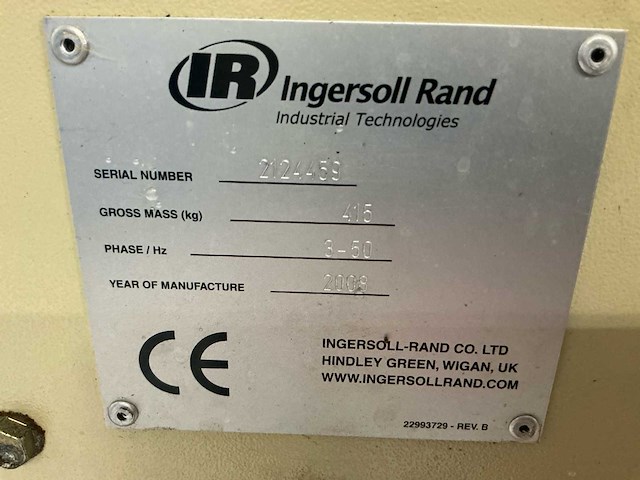 IR Ingersoll Rand
Industrial Technologies
SERIAL NUMBER 2124459
GROSS MASS (kg) 415
PHASE / Hz 3-50
YEAR OF MANUFACTURE 2009
CE
INGERSOLL-RAND CO. LTD
HINDLEY GREEN, WIGAN, UK
WWW.INGERSOLLRAND.COM
22993729 - REV. B